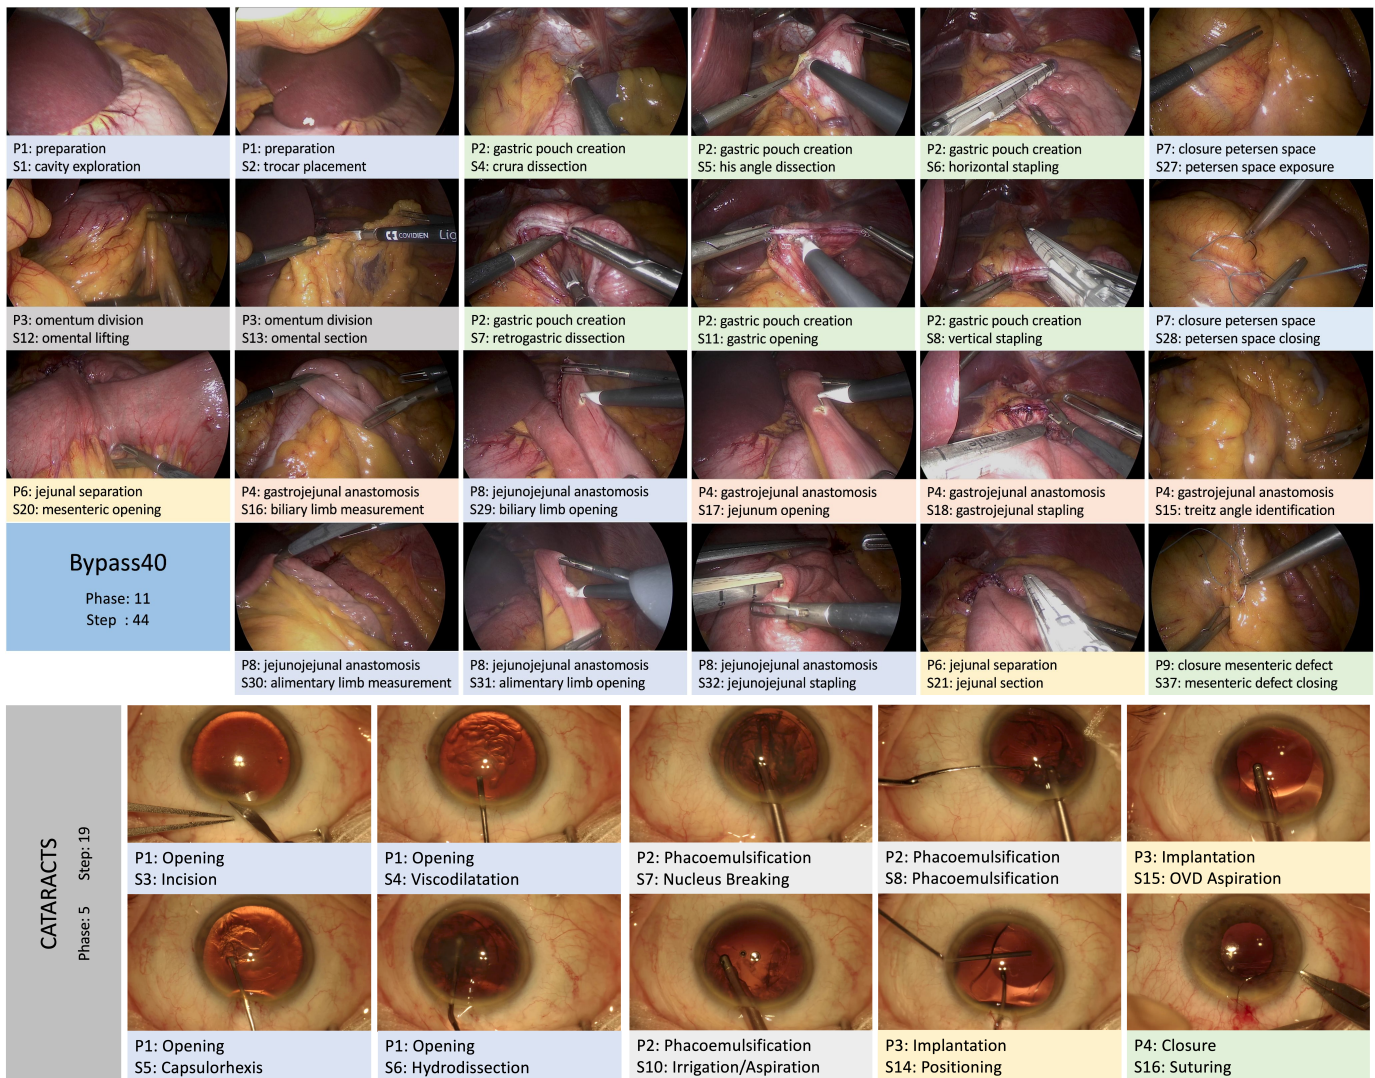 P1: preparation
S1: cavity exploration
P1: preparation
S2: trocar placement
P2: gastric pouch creation
S4: crura dissection
P2: gastric pouch creation
S5: his angle dissection
P2: gastric pouch creation
S6: horizontal stapling
P7: closure petersen space
S27: petersen space exposure
COVIDIEN Lig
P3: omentum division
S12: omental lifting
P3: omentum division
S13: omental section
P2: gastric pouch creation
S7: retrogastric dissection
P2: gastric pouch creation
S11: gastric opening
P2: gastric pouch creation
S8: vertical stapling
P7: closure petersen space
S28: petersen space closing
P6: jejunal separation
S20: mesenteric opening
P4: gastrojejunal anastomosis
S16: biliary limb measurement
P8: jejunojejunal anastomosis
S29: biliary limb opening
P4: gastrojejunal anastomosis
S17: jejunum opening
P4: gastrojejunal anastomosis
S18: gastrojejunal stapling
P4: gastrojejunal anastomosis
S15: treitz angle identification
Bypass40
Phase: 11
Step : 44
P8: jejunojejunal anastomosis
S30: alimentary limb measurement
P8: jejunojejunal anastomosis
S31: alimentary limb opening
P8: jejunojejunal anastomosis
S32: jejunojejunal stapling
P6: jejunal separation
S21: jejunal section
P9: closure mesenteric defect
S37: mesenteric defect closing
CATARACTS
Phase: 5 Step: 19
P1: Opening
S3: Incision
P1: Opening
S4: Viscodilatation
P2: Phacoemulsification
S7: Nucleus Breaking
P2: Phacoemulsification
S8: Phacoemulsification
P3: Implantation
S15: OVD Aspiration
P1: Opening
S5: Capsulorhexis
P1: Opening
S6: Hydrodissection
P2: Phacoemulsification
S10: Irrigation/Aspiration
P3: Implantation
S14: Positioning
P4: Closure
S16: Suturing